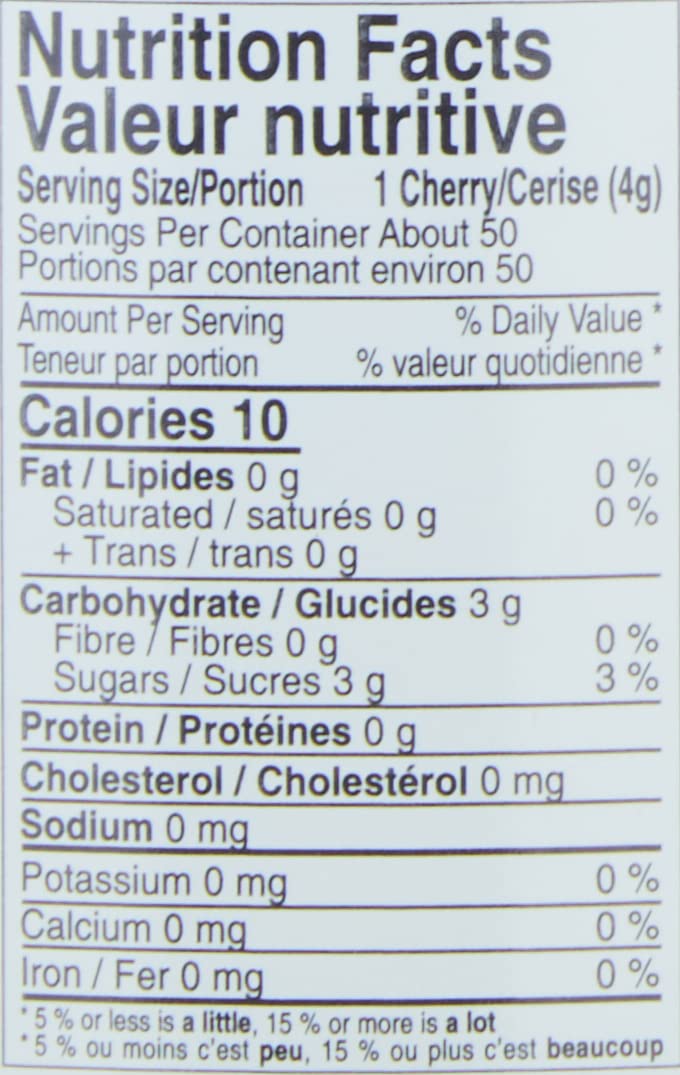 Nutrition Facts
Valeur nutritive
Serving Size/Portion 1 Cherry/Cerise (4g)
Servings Per Container About 50
Portions par contenant environ 50
Amount Per Serving % Daily Value *
Teneur par portion % valeur quotidienne *
Calories 10
Fat / Lipides 0 g 0 %
Saturated / saturés 0 g 0 %
+ Trans / trans 0 g
Carbohydrate / Glucides 3 g
Fibre / Fibres 0 g 0 %
Sugars / Sucres 3 g 3 %
Protein / Protéines 0 g
Cholesterol / Cholestérol 0 mg
Sodium 0 mg
Potassium 0 mg 0 %
Calcium 0 mg 0 %
Iron / Fer 0 mg 0 %
* 5 % or less is a little, 15 % or more is a lot
* 5 % ou moins c'est peu, 15 % ou plus c'est beaucoup